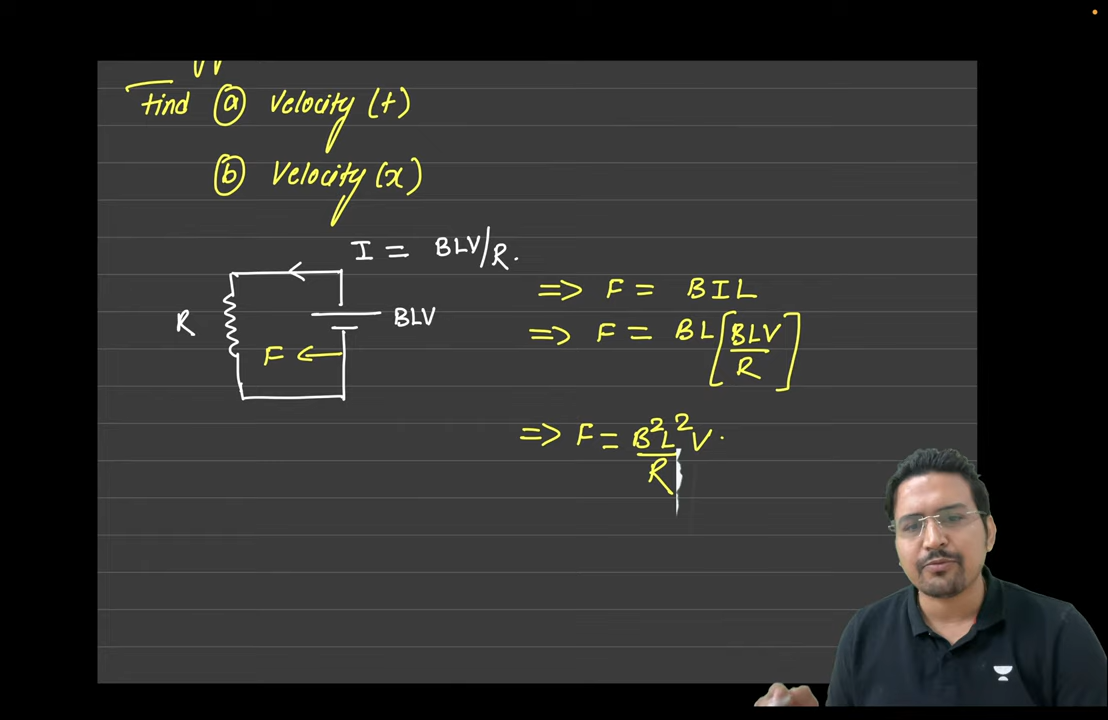 Find ⓐ Velocity (t)
ⓑ Velocity (x)
I = BLV/R.
R
BLV
F
=> F = BIL
=> F = BL[BLV/R]
=> F = B²L²V/R.